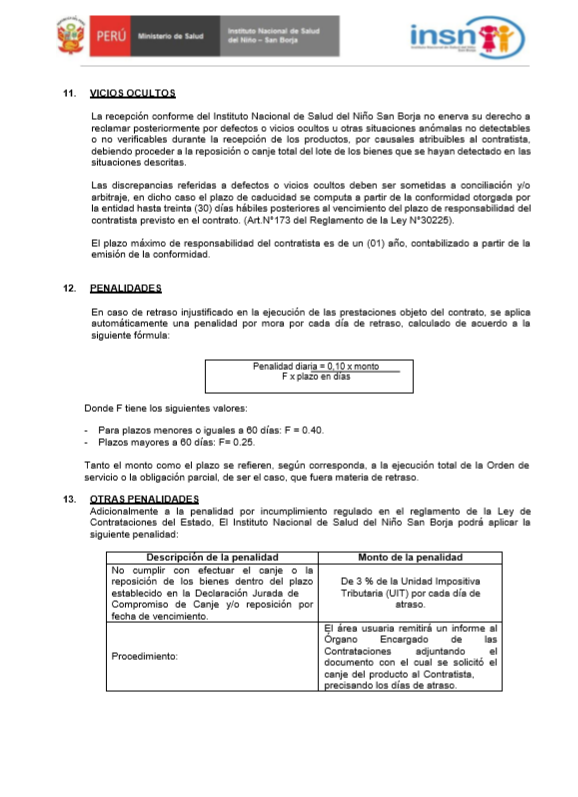 PERÚ
Ministerio de Salud
Instituto Nacional de Salud
del Niño – San Borja
insn
11. VICIOS OCULTOS
La recepción conforme del Instituto Nacional de Salud del Niño San Borja no enerva su derecho a
reclamar posteriormente por defectos o vicios ocultos u otras situaciones anómalas no detectables
o no verificables durante la recepción de los productos, por causales atribuibles al contratista,
debiendo proceder a la reposición o canje total del lote de los bienes que se hayan detectado en las
situaciones descritas.
Las discrepancias referidas a defectos o vicios ocultos deben ser sometidas a conciliación y/o
arbitraje, en dicho caso el plazo de caducidad se computa a partir de la conformidad otorgada por
la entidad hasta treinta (30) días hábiles posteriores al vencimiento del plazo de responsabilidad del
contratista previsto en el contrato. (Art.N°173 del Reglamento de la Ley N°30225).
El plazo máximo de responsabilidad del contratista es de un (01) año, contabilizado a partir de la
emisión de la conformidad.
12. PENALIDADES
En caso de retraso injustificado en la ejecución de las prestaciones objeto del contrato, se aplica
automáticamente una penalidad por mora por cada día de retraso, calculado de acuerdo a la
siguiente fórmula:
Penalidad diaria = 0,10 x monto
F x plazo en días
Donde F tiene los siguientes valores:
- Para plazos menores o iguales a 60 días: F = 0.40.
- Plazos mayores a 60 días: F= 0.25.
Tanto el monto como el plazo se refieren, según corresponda, a la ejecución total de la Orden de
servicio o la obligación parcial, de ser el caso, que fuera materia de retraso.
13. OTRAS PENALIDADES
Adicionalmente a la penalidad por incumplimiento regulado en el reglamento de la Ley de
Contrataciones del Estado, El Instituto Nacional de Salud del Niño San Borja podrá aplicar la
siguiente penalidad:
Descripción de la penalidad
Monto de la penalidad
No cumplir con efectuar el canje o la
reposición de los bienes dentro del plazo
establecido en la Declaración Jurada de
Compromiso de Canje y/o reposición por
fecha de vencimiento.
De 3 % de la Unidad Impositiva
Tributaria (UIT) por cada día de
atraso.
Procedimiento:
El área usuaria remitirá un informe al
Órgano Encargado de las
Contrataciones adjuntando el
documento con el cual se solicitó el
canje del producto al Contratista,
precisando los días de atraso.